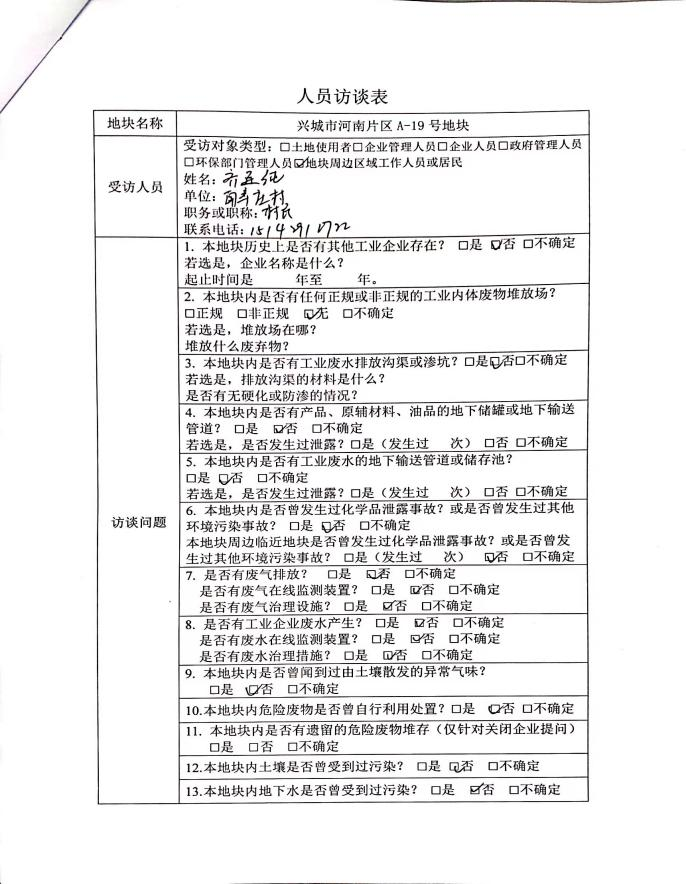 人员访谈表
地块名称
兴城市河南片区 A-19 号地块
受访人员
受访对象类型：□土地使用者□企业管理人员□企业人员□政府管理人员
□环保部门管理人员☑地块周边区域工作人员或居民
姓名：
单位：
职务或职称：村民
联系电话：
访谈问题
1. 本地块历史上是否有其他工业企业存在？ □是 ☑否 □不确定
若选是，企业名称是什么？
起止时间是 年至 年。
2. 本地块内是否有任何正规或非正规的工业内体废物堆放场？
□正规 □非正规 ☑无 □不确定
若选是，堆放场在哪？
堆放什么废弃物？
3. 本地块内是否有工业废水排放沟渠或渗坑？□是☑否□不确定
若选是，排放沟渠的材料是什么？
是否有无硬化或防渗的情况？
4. 本地块内是否有产品、原辅材料、油品的地下储罐或地下输送
管道？ □是 ☑否 □不确定
若选是，是否发生过泄露？□是（发生过 次） □否 □不确定
5. 本地块内是否有工业废水的地下输送管道或储存池？
□是 ☑否 □不确定
若选是，是否发生过泄露？□是（发生过 次） □否 □不确定
6. 本地块内是否曾发生过化学品泄露事故？或是否曾发生过其他
环境污染事故？ □是 ☑否 □不确定
本地块周边临近地块是否曾发生过化学品泄露事故？或是否曾发
生过其他环境污染事故？ □是（发生过 次） ☑否 □不确定
7. 是否有废气排放？ □是 ☑否 □不确定
是否有废气在线监测装置？ □是 ☑否 □不确定
是否有废气治理设施？ □是 ☑否 □不确定
8. 是否有工业企业废水产生？ □是 ☑否 □不确定
是否有废水在线监测装置？ □是 ☑否 □不确定
是否有废水治理措施？ □是 ☑否 □不确定
9. 本地块内是否曾闻到过由土壤散发的异常气味？
□是 ☑否 □不确定
10.本地块内危险废物是否曾自行利用处置？□是 ☑否 □不确定
11. 本地块内是否有遗留的危险废物堆存（仅针对关闭企业提问）
□是 □否 □不确定
12.本地块内土壤是否曾受到过污染？ □是 ☑否 □不确定
13.本地块内地下水是否曾受到过污染？ □是 ☑否 □不确定